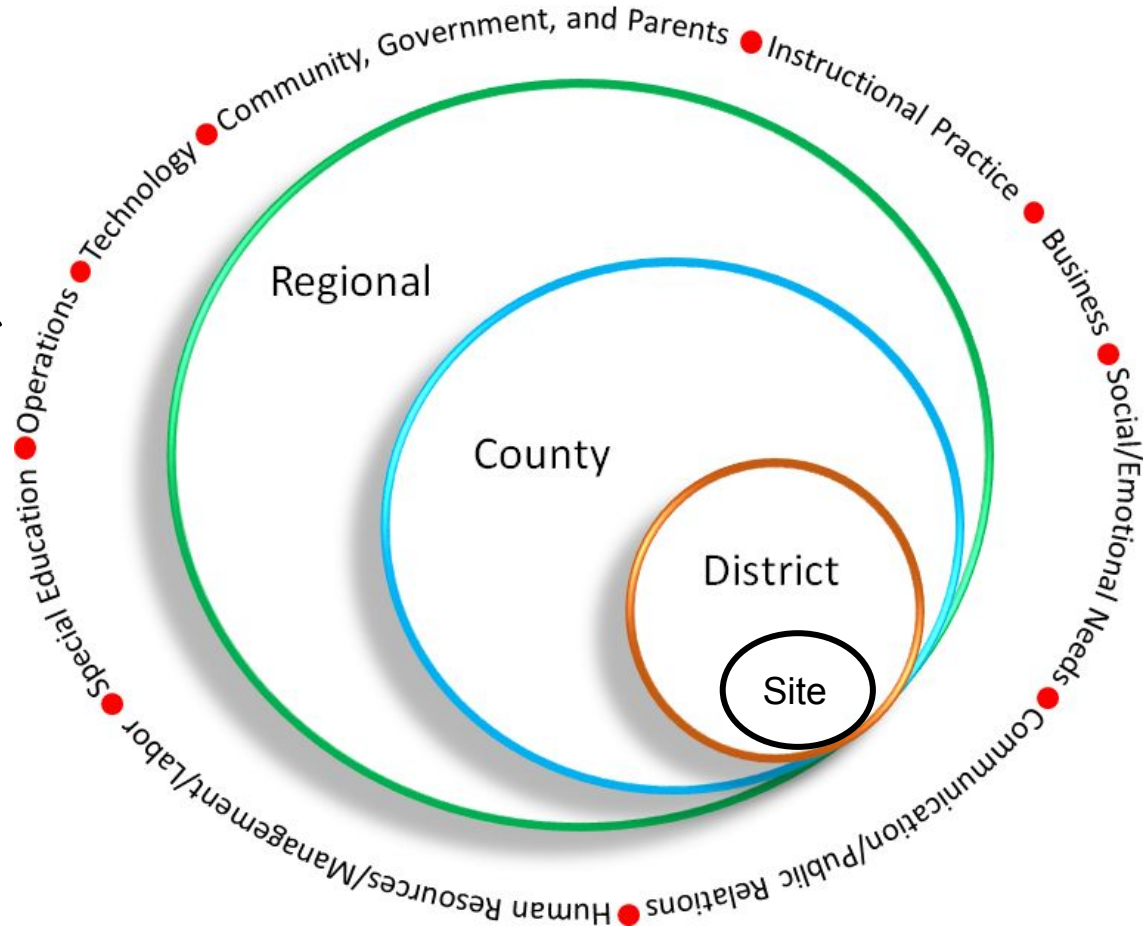 Community, Government, and Parents
Instructional Practice
Business
Social/Emotional Needs
Communication/Public Relations
Human Resources/Management/Labor
Special Education
Operations
Technology
Regional
County
District
Site